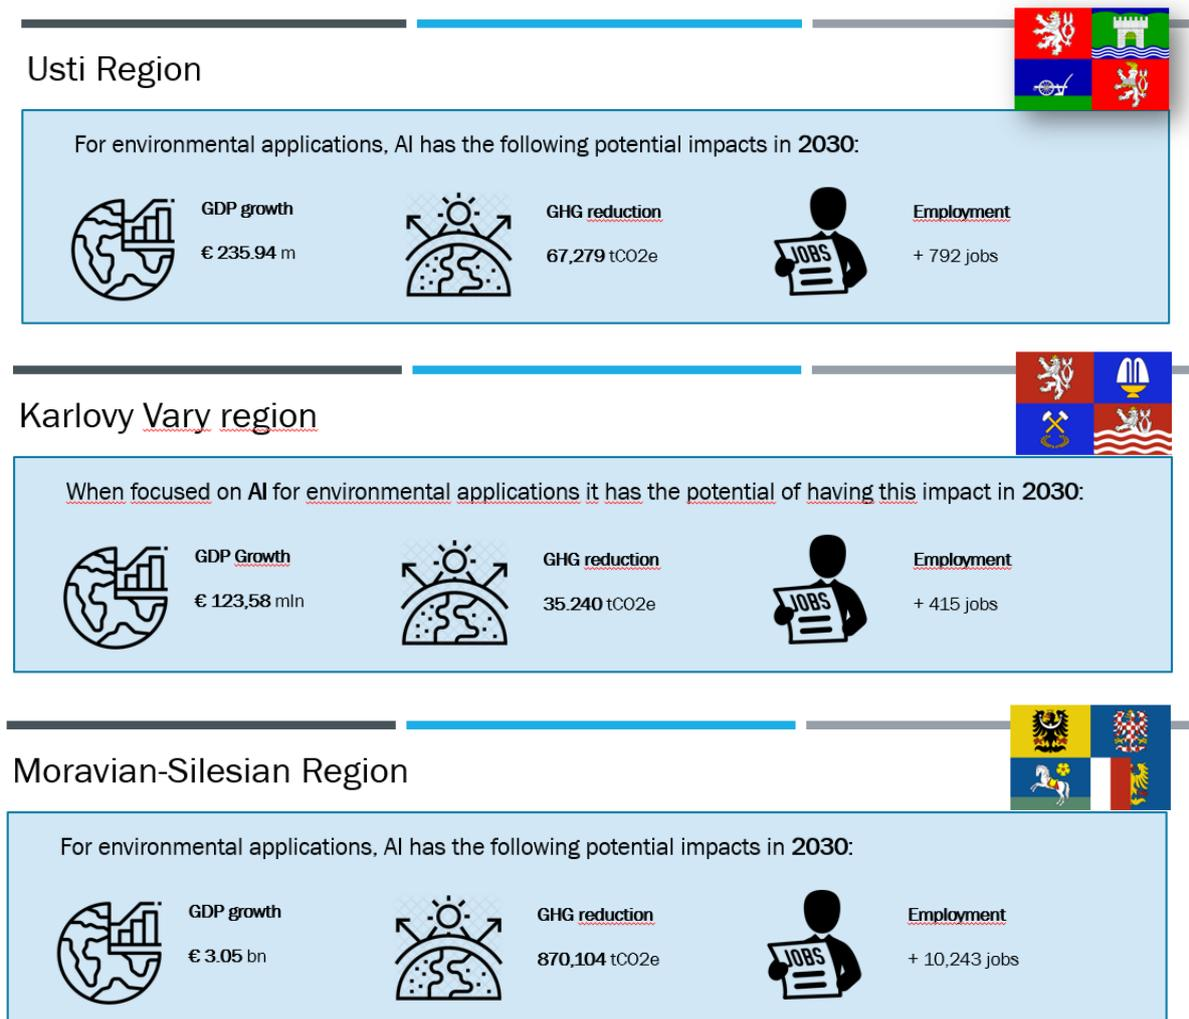 Usti Region
For environmental applications, AI has the following potential impacts in 2030:
GDP growth
€ 235.94 m
GHG reduction
67,279 tCO2e
JOBS
Employment
+ 792 jobs
Karlovy Vary region
When focused on AI for environmental applications it has the potential of having this impact in 2030:
GDP Growth
€ 123,58 mln
GHG reduction
35.240 tCO2e
JOBS
Employment
+ 415 jobs
Moravian-Silesian Region
For environmental applications, AI has the following potential impacts in 2030:
GDP growth
€ 3.05 bn
GHG reduction
870,104 tCO2e
JOBS
Employment
+ 10,243 jobs